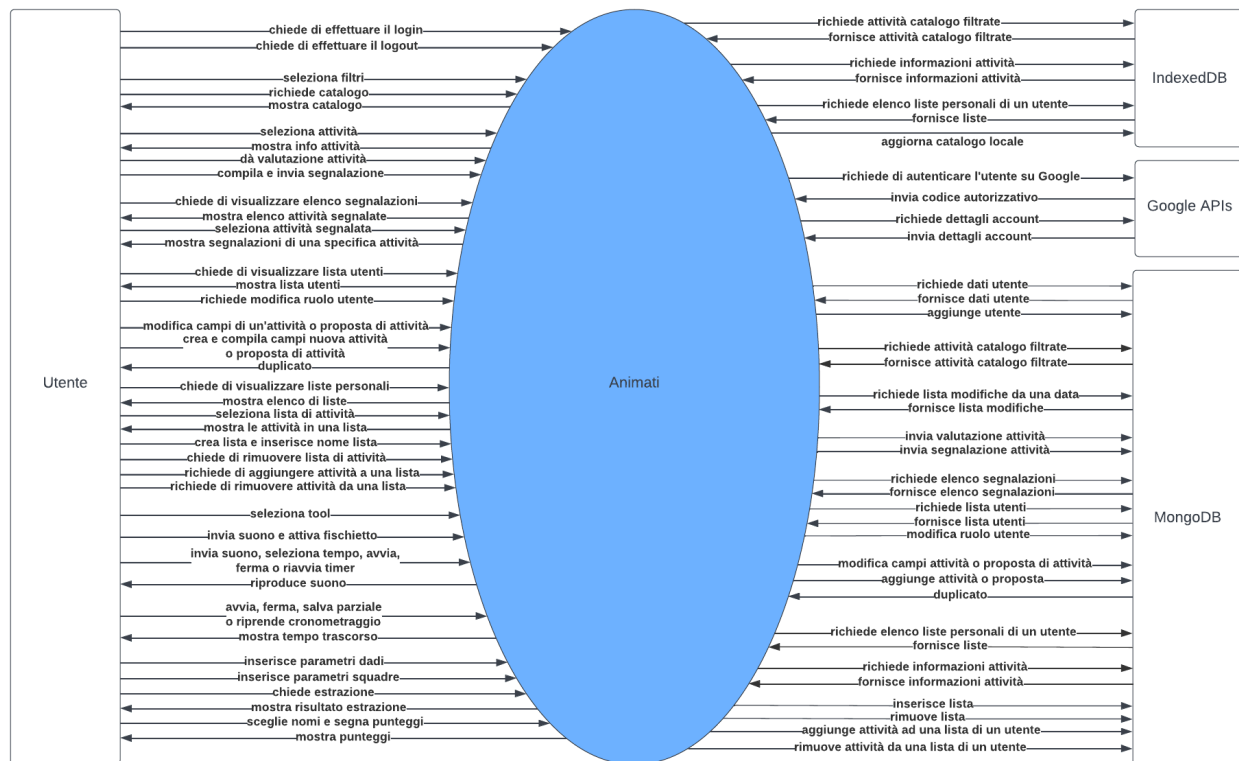 Utente
chiede di effettuare il login
chiede di effettuare il logout
seleziona filtri
richiede catalogo
mostra catalogo
seleziona attività
mostra info attività
dà valutazione attività
compila e invia segnalazione
chiede di visualizzare elenco segnalazioni
mostra elenco attività segnalate
seleziona attività segnalata
mostra segnalazioni di una specifica attività
chiede di visualizzare lista utenti
mostra lista utenti
richiede modifica ruolo utente
modifica campi di un'attività o proposta di attività
crea e compila campi nuova attività
o proposta di attività
duplicato
chiede di visualizzare liste personali
mostra elenco di liste
seleziona lista di attività
mostra le attività in una lista
crea lista e inserisce nome lista
chiede di rimuovere lista di attività
richiede di aggiungere attività a una lista
richiede di rimuovere attività da una lista
seleziona tool
invia suono e attiva fischietto
invia suono, seleziona tempo, avvia,
ferma o riavvia timer
riproduce suono
avvia, ferma, salva parziale
o riprende cronometraggio
mostra tempo trascorso
inserisce parametri dadi
inserisce parametri squadre
chiede estrazione
mostra risultato estrazione
sceglie nomi e segna punteggi
mostra punteggi
Animati
richiede attività catalogo filtrate
fornisce attività catalogo filtrate
richiede informazioni attività
fornisce informazioni attività
richiede elenco liste personali di un utente
fornisce liste
aggiorna catalogo locale
IndexedDB
richiede di autenticare l'utente su Google
invia codice autorizzativo
richiede dettagli account
invia dettagli account
Google APIs
richiede dati utente
fornisce dati utente
aggiunge utente
richiede attività catalogo filtrate
fornisce attività catalogo filtrate
richiede lista modifiche da una data
fornisce lista modifiche
invia valutazione attività
invia segnalazione attività
richiede elenco segnalazioni
fornisce elenco segnalazioni
richiede lista utenti
fornisce lista utenti
modifica ruolo utente
modifica campi attività o proposta di attività
aggiunge attività o proposta
duplicato
richiede elenco liste personali di un utente
fornisce liste
richiede informazioni attività
fornisce informazioni attività
inserisce lista
rimuove lista
aggiunge attività ad una lista di un utente
rimuove attività da una lista di un utente
MongoDB